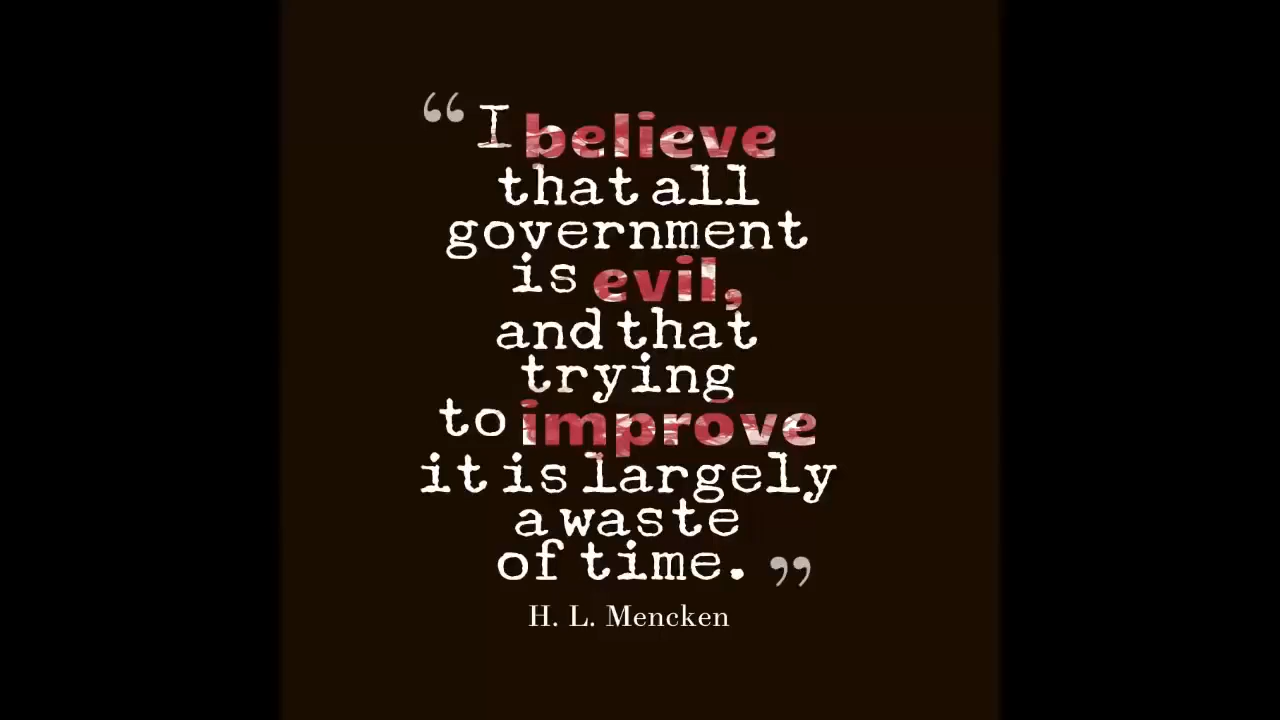 “I believe
that all
government
is evil,
and that
trying
to improve
it is largely
a waste
of time.”
H. L. Mencken